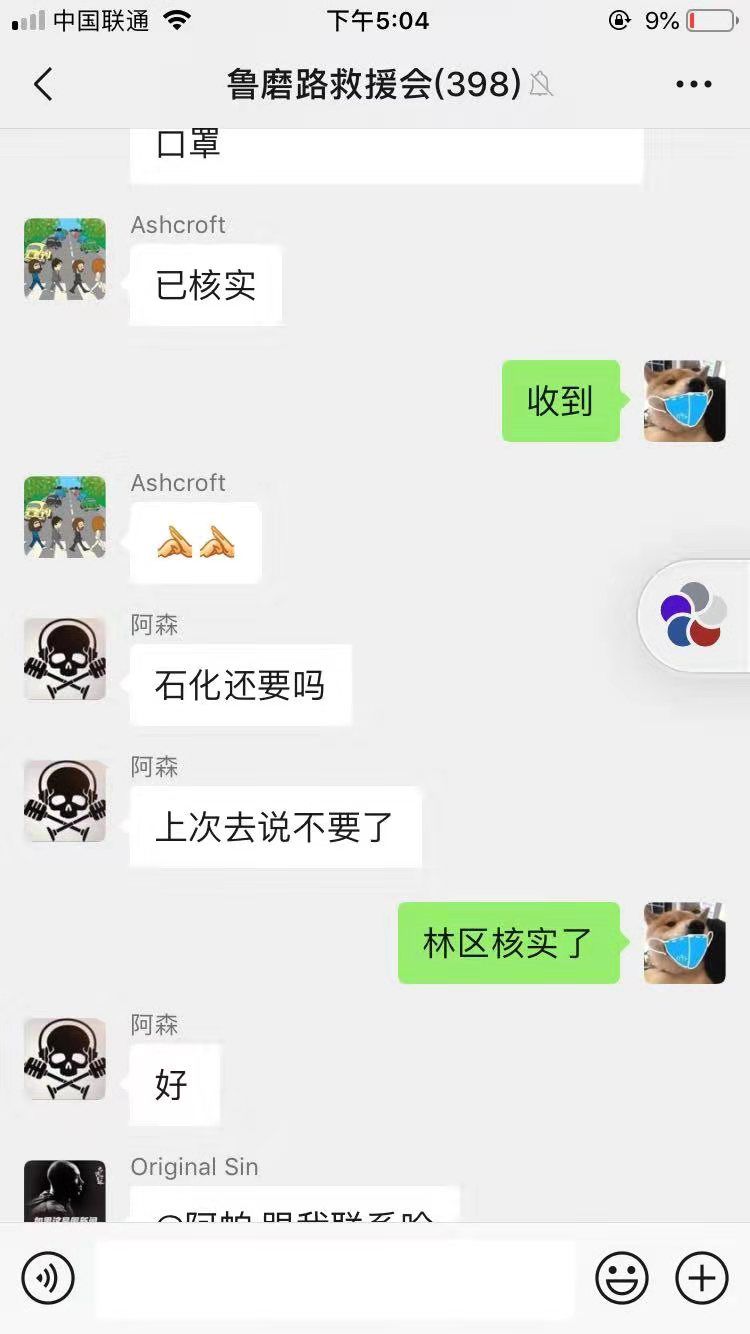 中国联通 下午5:04 9%
鲁磨路救援会(398)
口罩
Ashcroft
已核实
收到
Ashcroft
阿森
石化还要吗
阿森
上次去说不要了
林区核实了
阿森
好
Original Sin